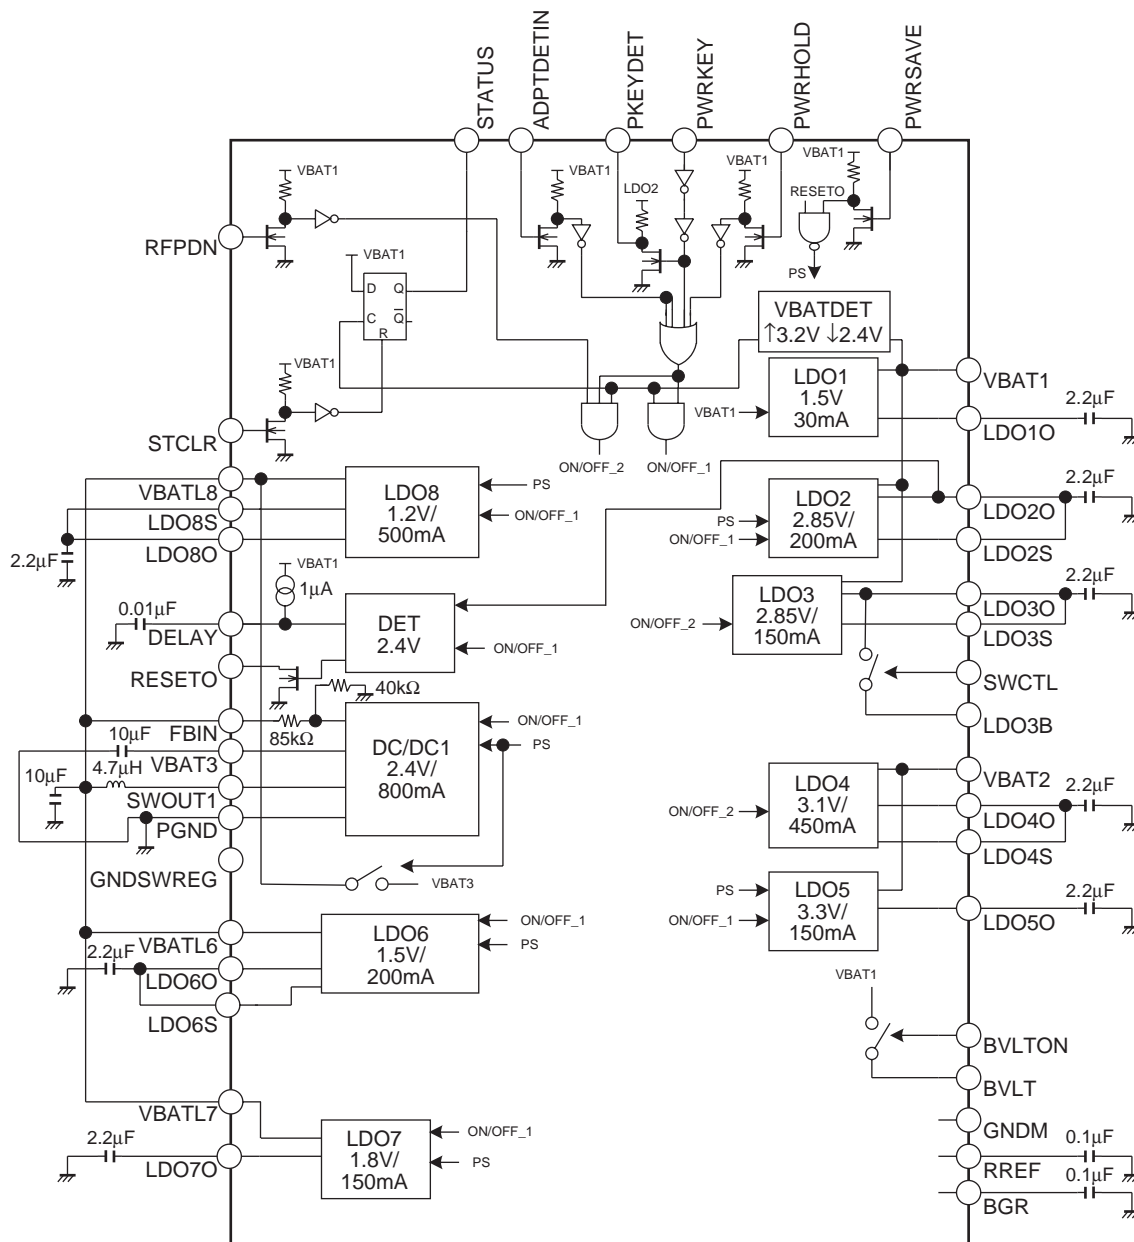 STATUS
ADPTDETIN
PKEYDET
PWRKEY
PWRHOLD
PWRSAVE
VBAT1
VBAT1
LDO2
VBAT1
VBAT1
RESETO
RFPDN
PS
VBAT1
D Q
C Q
R
VBATDET
↑3.2V ↓2.4V
VBAT1
STCLR
LDO1
1.5V
30mA
VBAT1
VBAT1
2.2μF
LDO1O
ON/OFF_2
ON/OFF_1
VBATL8
LDO8S
LDO8O
2.2μF
LDO8
1.2V/
500mA
PS
ON/OFF_1
LDO2
2.85V/
200mA
PS
ON/OFF_1
2.2μF
LDO2O
LDO2S
VBAT1
1μA
0.01μF
DELAY
DET
2.4V
ON/OFF_1
RESETO
LDO3
2.85V/
150mA
ON/OFF_2
2.2μF
LDO3O
LDO3S
SWCTL
LDO3B
40kΩ
85kΩ
FBIN
10μF
VBAT3
4.7μH
10μF
SWOUT1
PGND
GNDSWREG
DC/DC1
2.4V/
800mA
ON/OFF_1
PS
VBAT3
LDO4
3.1V/
450mA
ON/OFF_2
VBAT2
2.2μF
LDO4O
LDO4S
LDO5
3.3V/
150mA
PS
ON/OFF_1
2.2μF
LDO5O
VBATL6
2.2μF
LDO6O
LDO6S
LDO6
1.5V/
200mA
ON/OFF_1
PS
VBAT1
BVLTON
BVLT
VBATL7
2.2μF
LDO7O
LDO7
1.8V/
150mA
ON/OFF_1
PS
GNDM
0.1μF
RREF
0.1μF
BGR